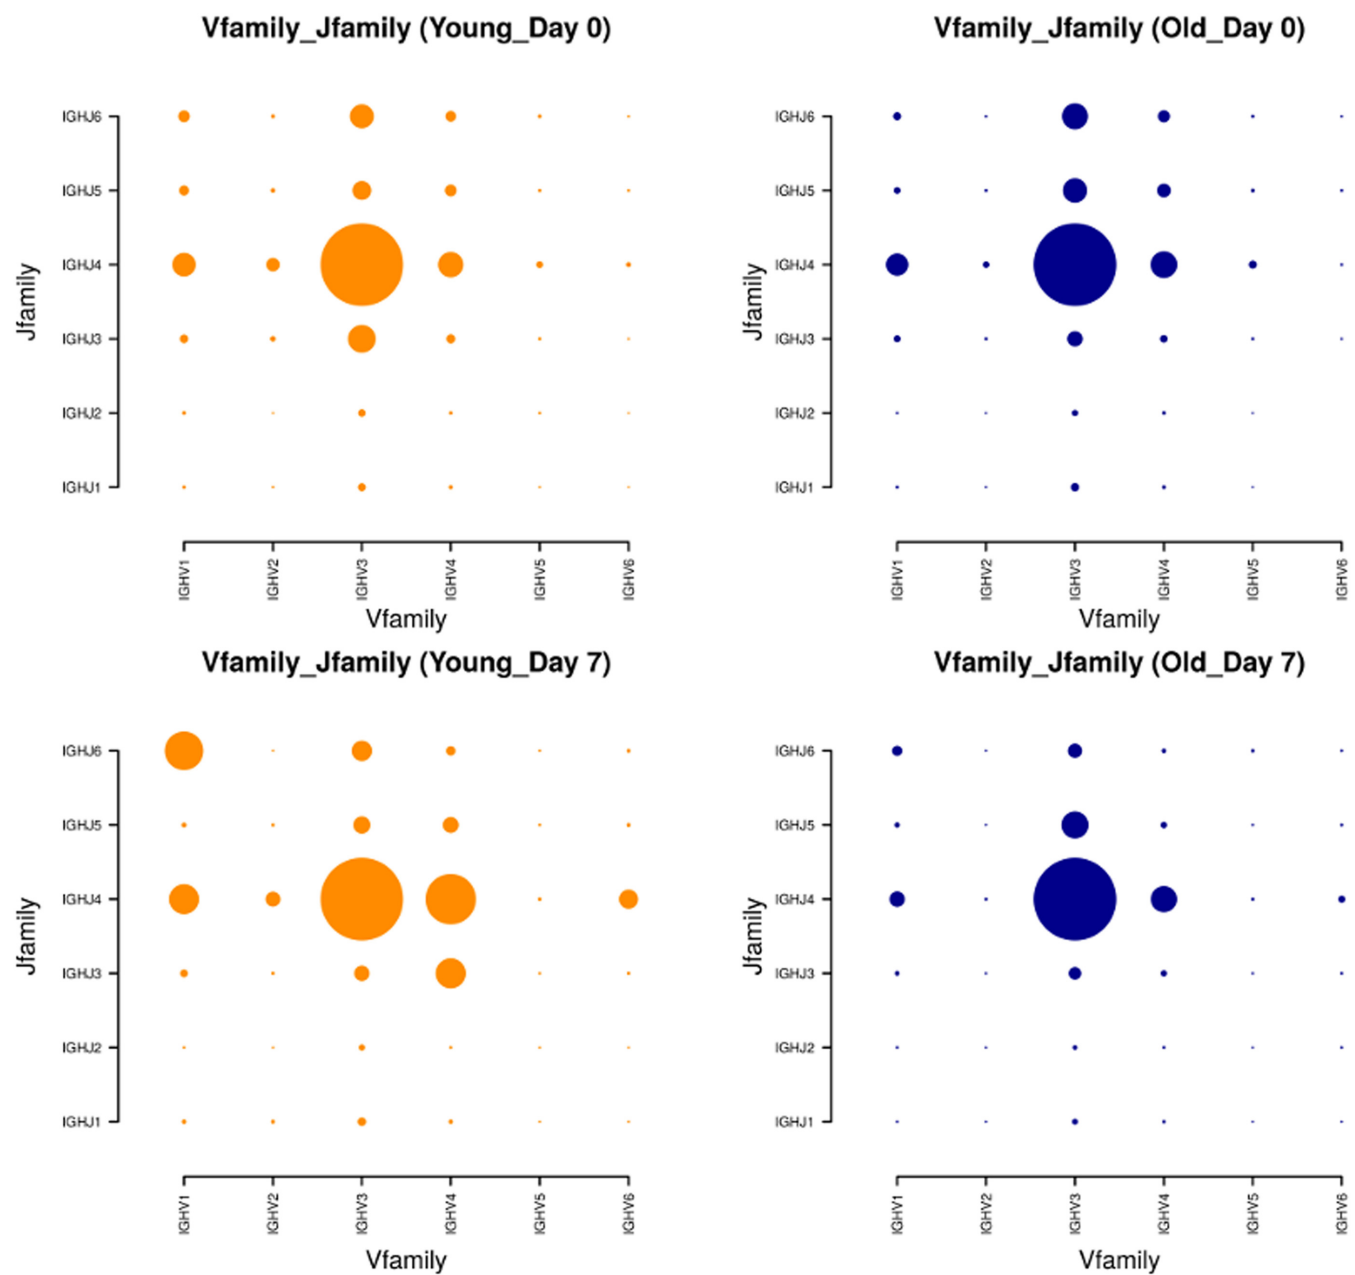 Vfamily_Jfamily (Young_Day 0)
IGHJ6
IGHJ5
IGHJ4
IGHJ3
IGHJ2
IGHJ1
Jfamily
IGHV1
IGHV2
IGHV3
IGHV4
IGHV5
IGHV6
Vfamily
Vfamily_Jfamily (Old_Day 0)
IGHJ6
IGHJ5
IGHJ4
IGHJ3
IGHJ2
IGHJ1
Jfamily
IGHV1
IGHV2
IGHV3
IGHV4
IGHV5
IGHV6
Vfamily
Vfamily_Jfamily (Young_Day 7)
IGHJ6
IGHJ5
IGHJ4
IGHJ3
IGHJ2
IGHJ1
Jfamily
IGHV1
IGHV2
IGHV3
IGHV4
IGHV5
IGHV6
Vfamily
Vfamily_Jfamily (Old_Day 7)
IGHJ6
IGHJ5
IGHJ4
IGHJ3
IGHJ2
IGHJ1
Jfamily
IGHV1
IGHV2
IGHV3
IGHV4
IGHV5
IGHV6
Vfamily